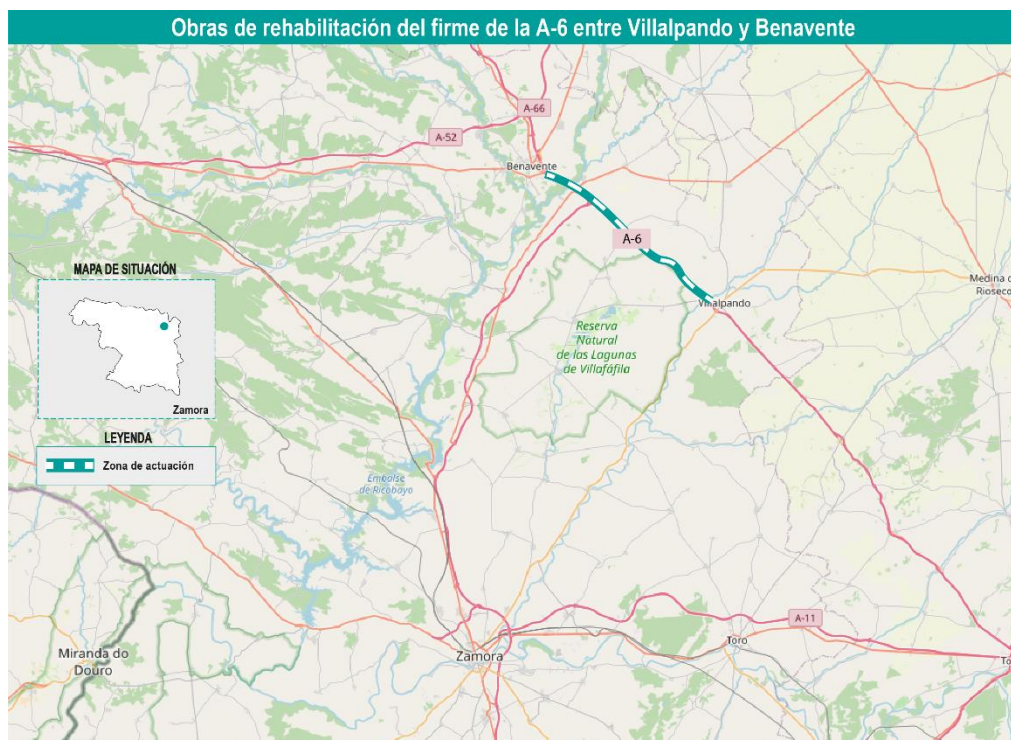 Obras de rehabilitación del firme de la A-6 entre Villalpando y Benavente
A-66
A-52
Benavente
A-6
MAPA DE SITUACIÓN
Medina d
Rioseco
Villalpando
Reserva
Natural
de las Lagunas
de Villafáfila
Zamora
LEYENDA
Zona de actuación
Embalse
de Ricobayo
A-11
Toro
Miranda do
Douro
Zamora
To